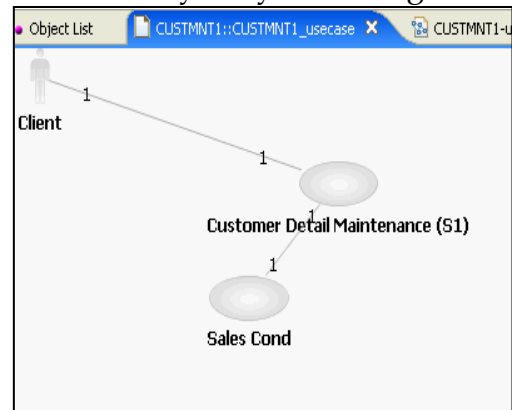 Object List CUSTMNT1::CUSTMNT1_usecase X CUSTMNT1-u
1
Client
1
Customer Detail Maintenance (S1)
1
1
Sales Cond